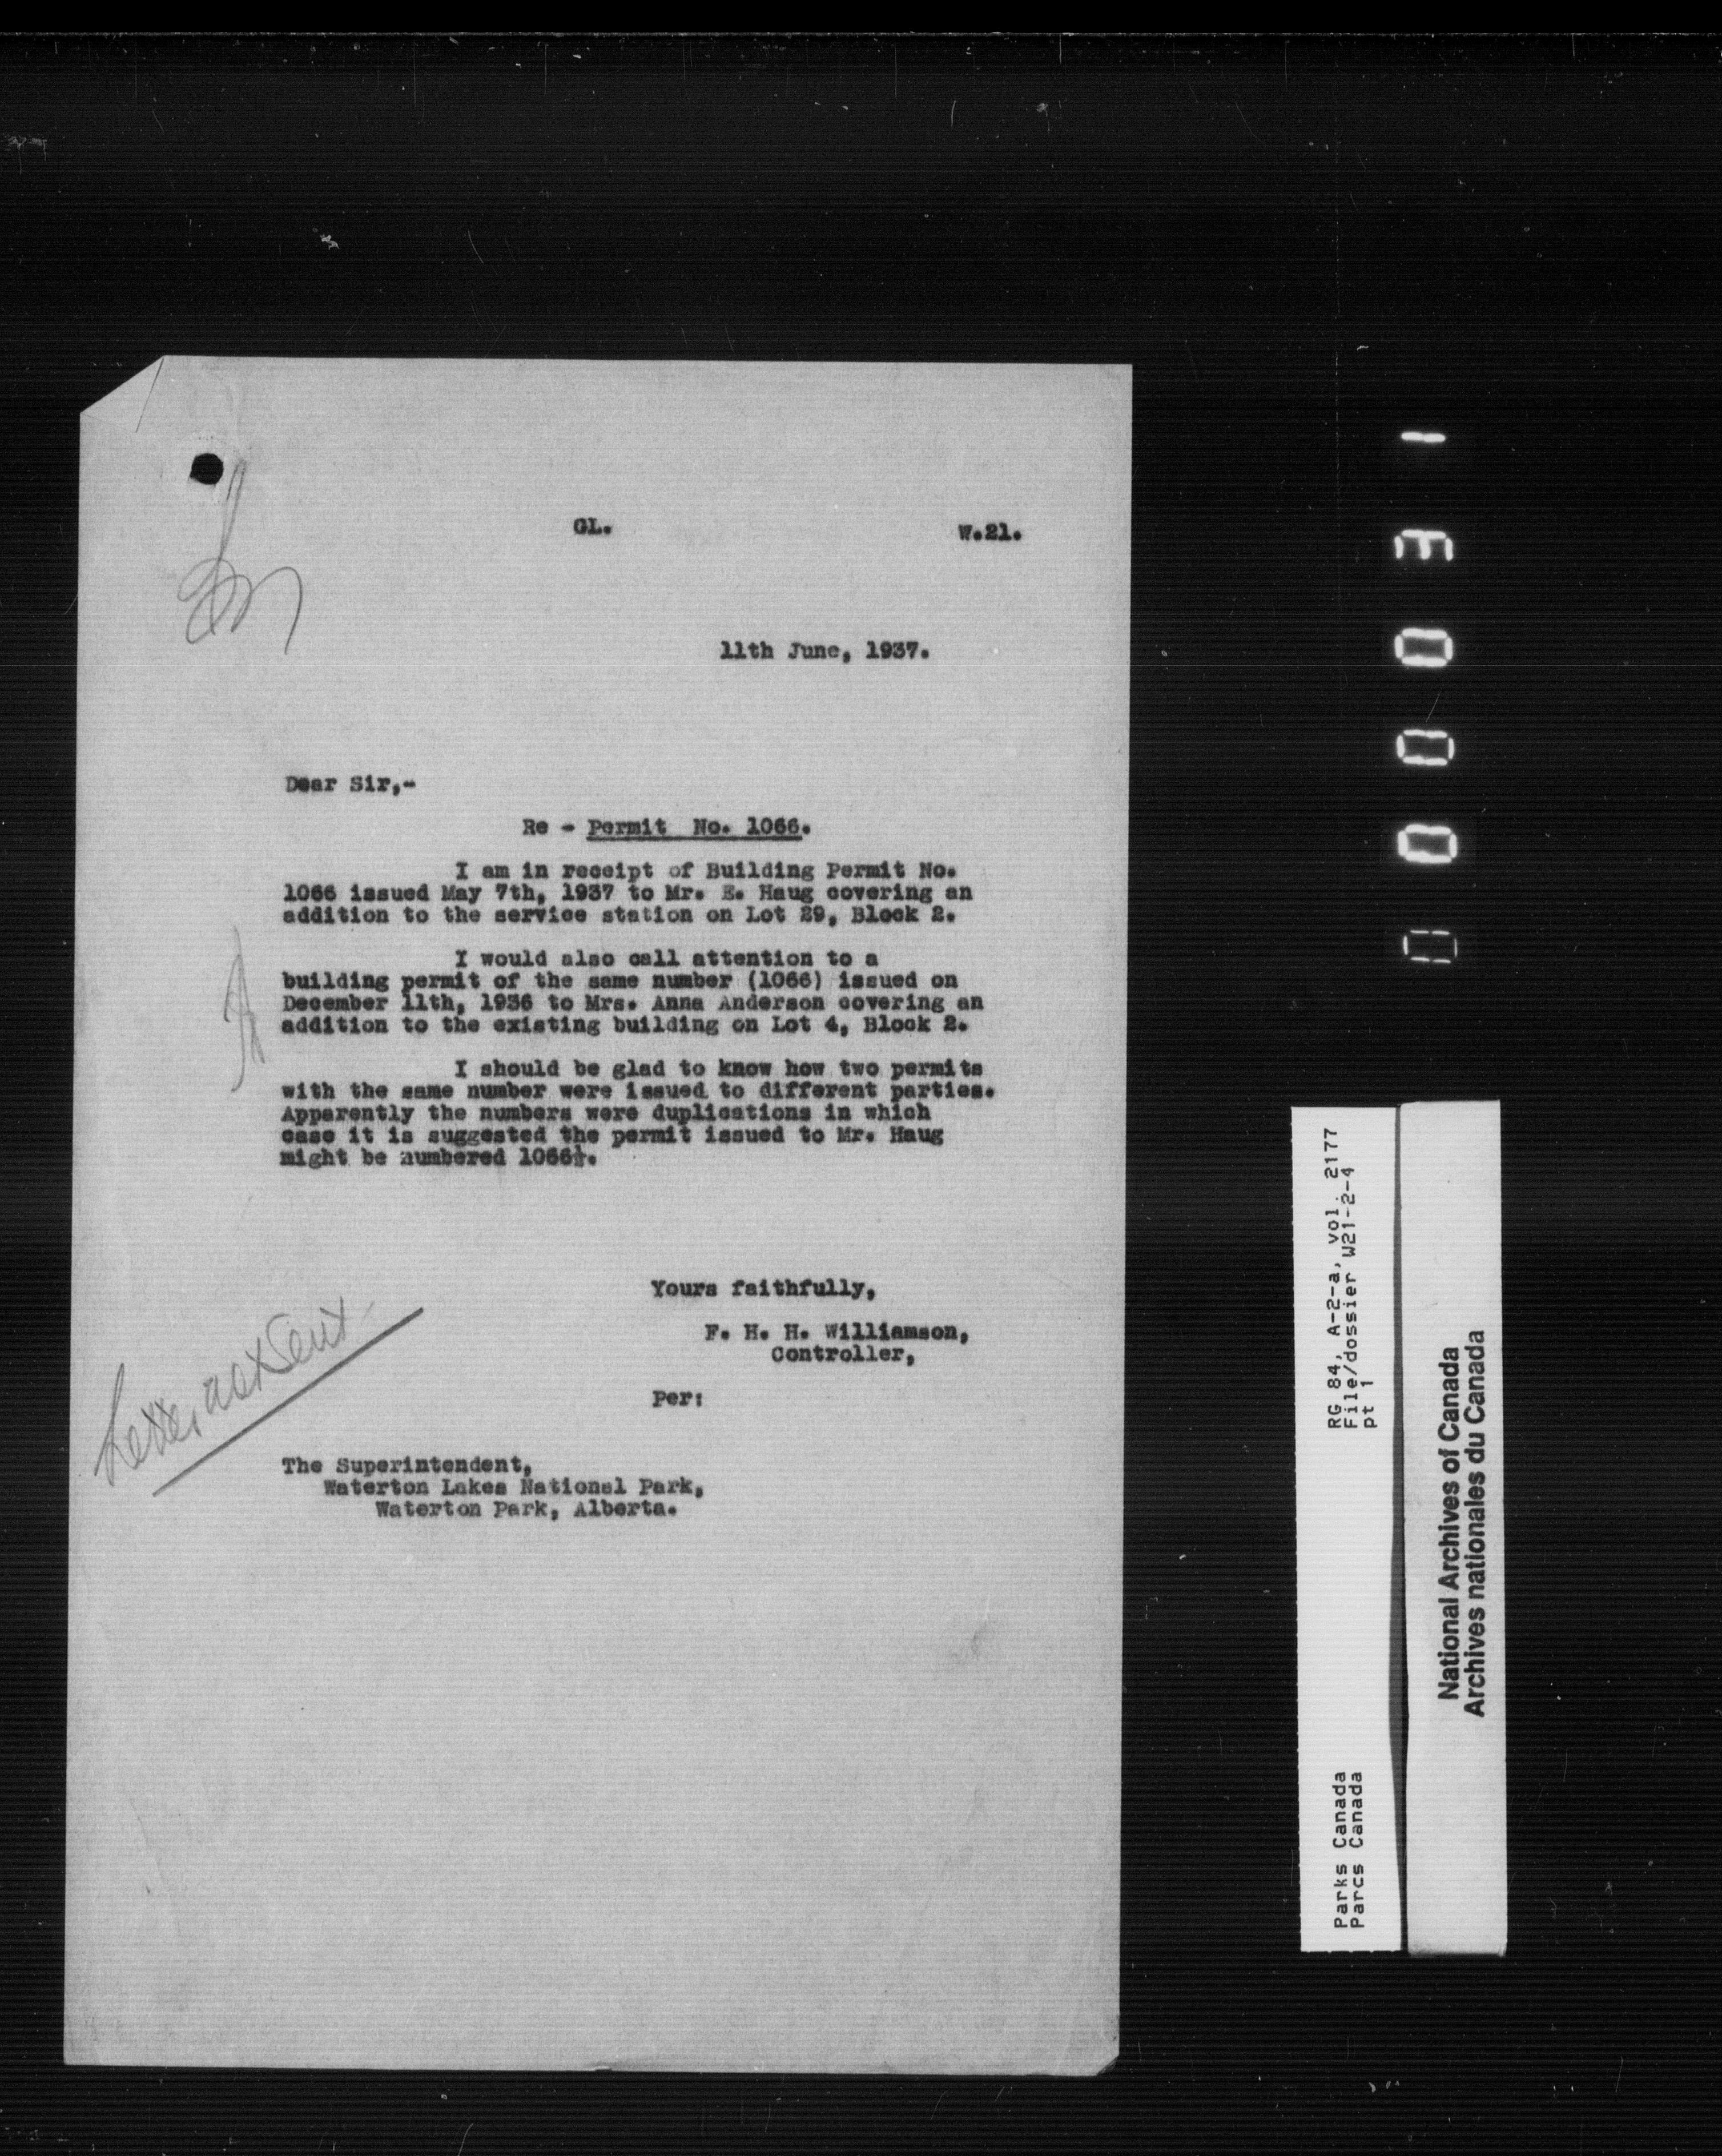 GL.
W.21.
11th June, 1937.
Dear Sir,-
Re - Permit No. 1066.
I am in receipt of Building Permit No.
1066 issued May 7th, 1937 to Mr. E. Haug covering an
addition to the service station on Lot 29, Block 2.
I would also call attention to a
building permit of the same number (1066) issued on
December 11th, 1936 to Mrs. Anna Anderson covering an
addition to the existing building on Lot 4, Block 2.
I should be glad to know how two permits
with the same number were issued to different parties.
Apparently the numbers were duplications in which
case it is suggested the permit issued to Mr. Haug
might be numbered 1066½.
Yours faithfully,
F. H. H. Williamson,
Controller,
Per:
Letter not sent
The Superintendent,
Waterton Lakes National Park,
Waterton Park, Alberta.
RG 84, A-2-a, vol. 2177
File/dossier W21-2-4
pt 1
Parks Canada
Parcs Canada
National Archives of Canada
Archives nationales du Canada